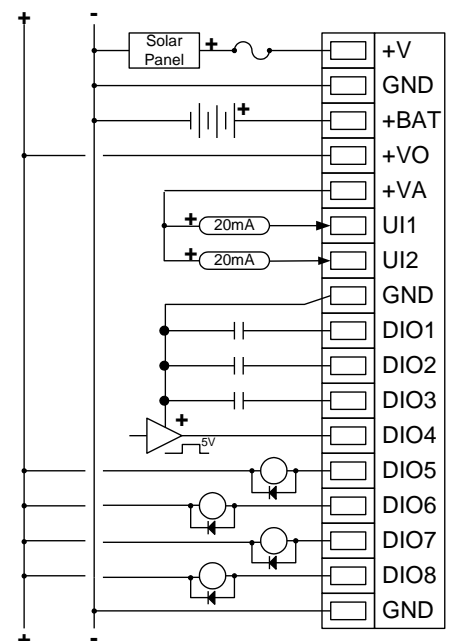 + -
Solar
Panel
+
+V
GND
+
+BAT
+VO
+VA
+
20mA
UI1
+
20mA
UI2
GND
DIO1
DIO2
DIO3
+
5V
DIO4
DIO5
DIO6
DIO7
DIO8
GND
+ -